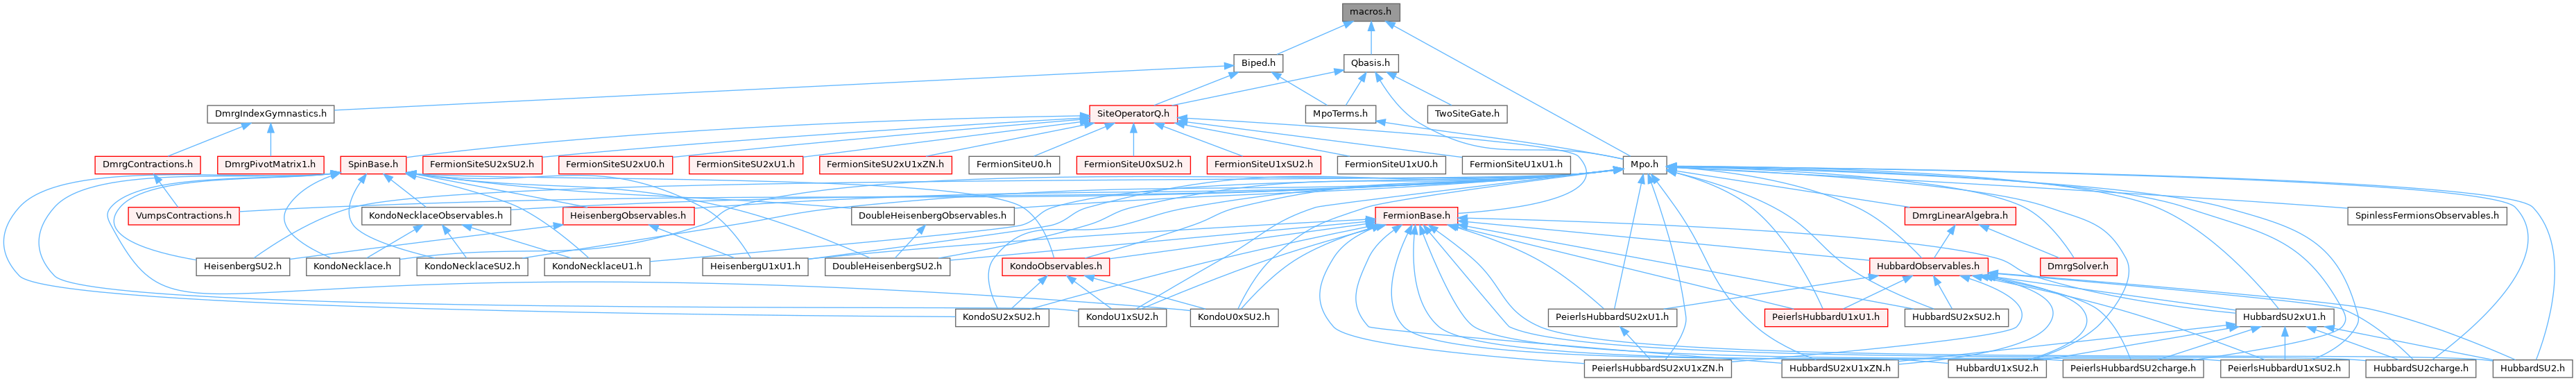 macros.h
Biped.h
Qbasis.h
DmrgIndexGymnastics.h
SiteOperatorQ.h
MpoTerms.h
TwoSiteGate.h
DmrgContractions.h
DmrgPivotMatrix1.h
SpinBase.h
FermionSiteSU2xSU2.h
FermionSiteSU2xU0.h
FermionSiteSU2xU1.h
FermionSiteSU2xU1xZN.h
FermionSiteU0.h
FermionSiteU0xSU2.h
FermionSiteU1xSU2.h
FermionSiteU1xU0.h
FermionSiteU1xU1.h
Mpo.h
VumpsContractions.h
KondoNecklaceObservables.h
HeisenbergObservables.h
DoubleHeisenbergObservables.h
FermionBase.h
DmrgLinearAlgebra.h
SpinlessFermionsObservables.h
HeisenbergSU2.h
KondoNecklace.h
KondoNecklaceSU2.h
KondoNecklaceU1.h
HeisenbergU1xU1.h
DoubleHeisenbergSU2.h
KondoObservables.h
HubbardObservables.h
DmrgSolver.h
KondoSU2xSU2.h
KondoU1xSU2.h
KondoU0xSU2.h
PeierlsHubbardSU2xU1.h
PeierlsHubbardU1xU1.h
HubbardSU2xSU2.h
HubbardSU2xU1.h
PeierlsHubbardSU2xU1xZN.h
HubbardSU2xU1xZN.h
HubbardU1xSU2.h
PeierlsHubbardSU2charge.h
PeierlsHubbardU1xSU2.h
HubbardSU2charge.h
HubbardSU2.h